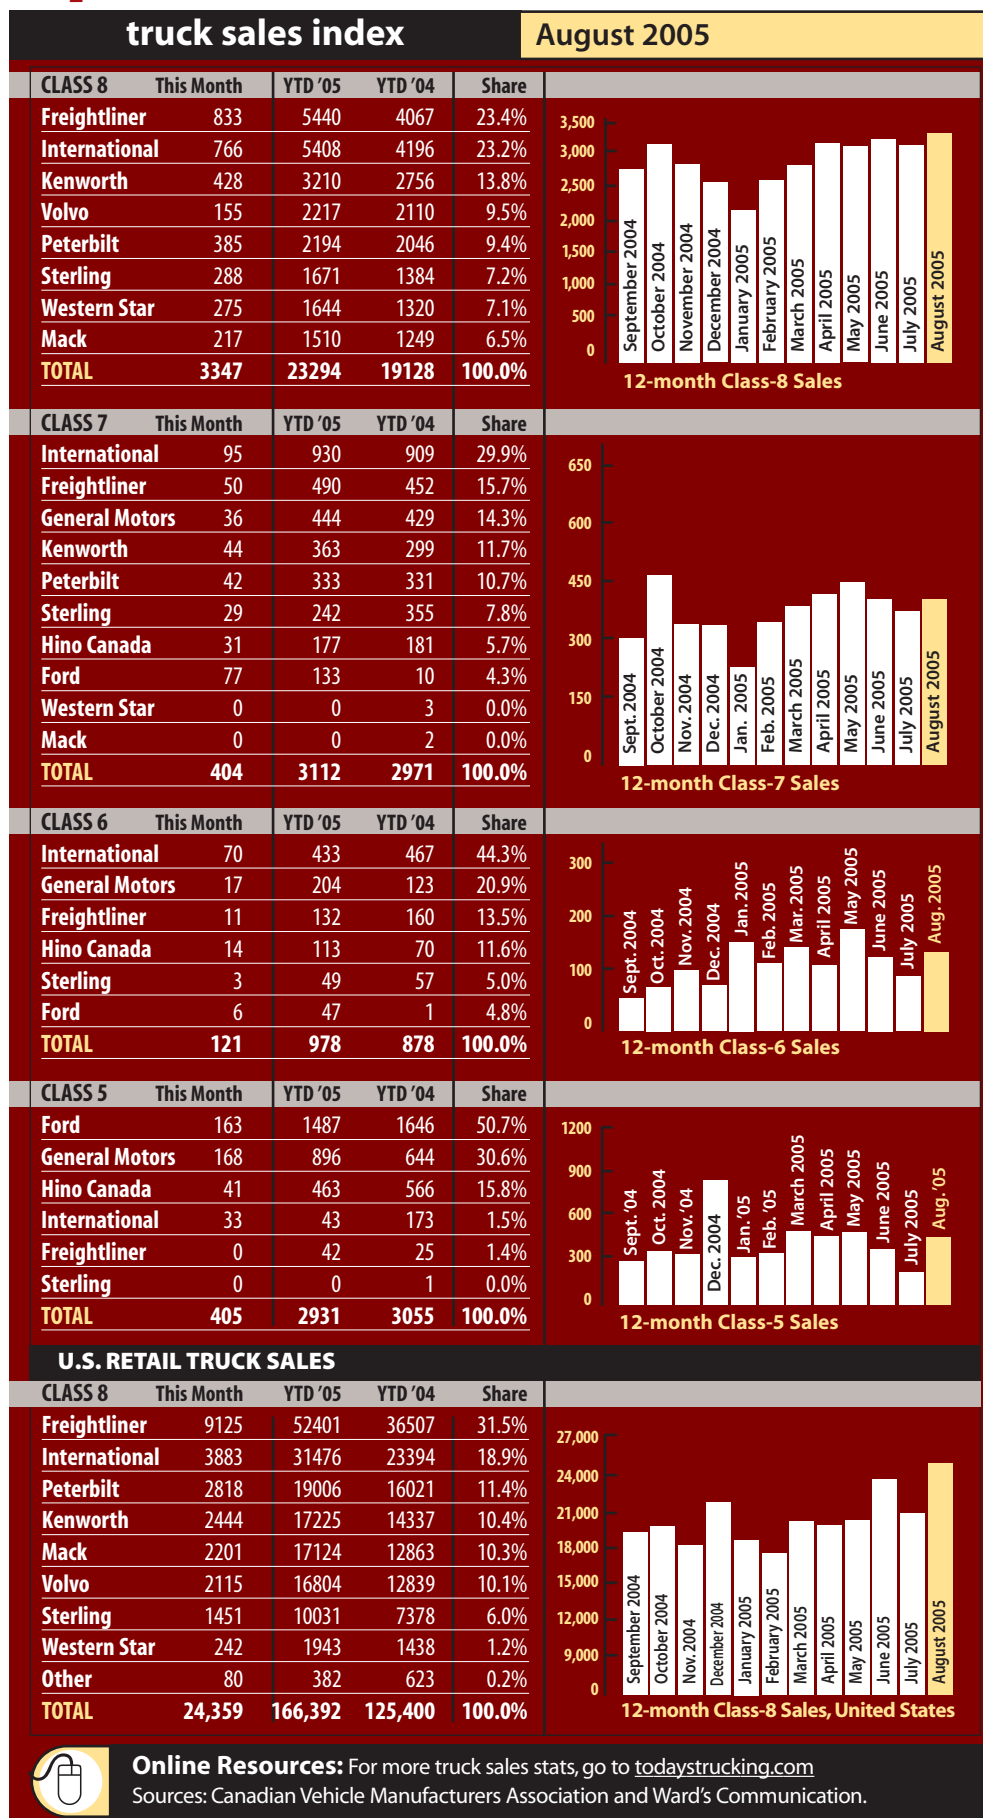 truck sales index August 2005
CLASS 8 This Month YTD ’05 YTD ’04 Share
Freightliner 833 5440 4067 23.4%
International 766 5408 4196 23.2%
Kenworth 428 3210 2756 13.8%
Volvo 155 2217 2110 9.5%
Peterbilt 385 2194 2046 9.4%
Sterling 288 1671 1384 7.2%
Western Star 275 1644 1320 7.1%
Mack 217 1510 1249 6.5%
TOTAL 3347 23294 19128 100.0%
3,500
3,000
2,500
2,000
1,500
1,000
500
0
September 2004
October 2004
November 2004
December 2004
January 2005
February 2005
March 2005
April 2005
May 2005
June 2005
July 2005
August 2005
12-month Class-8 Sales
CLASS 7 This Month YTD ’05 YTD ’04 Share
International 95 930 909 29.9%
Freightliner 50 490 452 15.7%
General Motors 36 444 429 14.3%
Kenworth 44 363 299 11.7%
Peterbilt 42 333 331 10.7%
Sterling 29 242 355 7.8%
Hino Canada 31 177 181 5.7%
Ford 77 133 10 4.3%
Western Star 0 0 3 0.0%
Mack 0 0 2 0.0%
TOTAL 404 3112 2971 100.0%
650
600
450
300
150
0
Sept. 2004
October 2004
Nov. 2004
Dec. 2004
Jan. 2005
Feb. 2005
March 2005
April 2005
May 2005
June 2005
July 2005
August 2005
12-month Class-7 Sales
CLASS 6 This Month YTD ’05 YTD ’04 Share
International 70 433 467 44.3%
General Motors 17 204 123 20.9%
Freightliner 11 132 160 13.5%
Hino Canada 14 113 70 11.6%
Sterling 3 49 57 5.0%
Ford 6 47 1 4.8%
TOTAL 121 978 878 100.0%
300
200
100
0
Sept. 2004
Oct. 2004
Nov. 2004
Dec. 2004
Jan. 2005
Feb. 2005
Mar. 2005
April 2005
May 2005
June 2005
July 2005
Aug. 2005
12-month Class-6 Sales
CLASS 5 This Month YTD ’05 YTD ’04 Share
Ford 163 1487 1646 50.7%
General Motors 168 896 644 30.6%
Hino Canada 41 463 566 15.8%
International 33 43 173 1.5%
Freightliner 0 42 25 1.4%
Sterling 0 0 1 0.0%
TOTAL 405 2931 3055 100.0%
1200
900
600
300
0
Sept. ’04
Oct. 2004
Nov. ’04
Dec. 2004
Jan. ’05
Feb. ’05
March 2005
April 2005
May 2005
June 2005
July 2005
Aug. ’05
12-month Class-5 Sales
U.S. RETAIL TRUCK SALES
CLASS 8 This Month YTD ’05 YTD ’04 Share
Freightliner 9125 52401 36507 31.5%
International 3883 31476 23394 18.9%
Peterbilt 2818 19006 16021 11.4%
Kenworth 2444 17225 14337 10.4%
Mack 2201 17124 12863 10.3%
Volvo 2115 16804 12839 10.1%
Sterling 1451 10031 7378 6.0%
Western Star 242 1943 1438 1.2%
Other 80 382 623 0.2%
TOTAL 24,359 166,392 125,400 100.0%
27,000
24,000
21,000
18,000
15,000
12,000
9,000
0
September 2004
October 2004
Nov. 2004
December 2004
January 2005
February 2005
March 2005
April 2005
May 2005
June 2005
July 2005
August 2005
12-month Class-8 Sales, United States
Online Resources: For more truck sales stats, go to todaystrucking.com
Sources: Canadian Vehicle Manufacturers Association and Ward’s Communication.